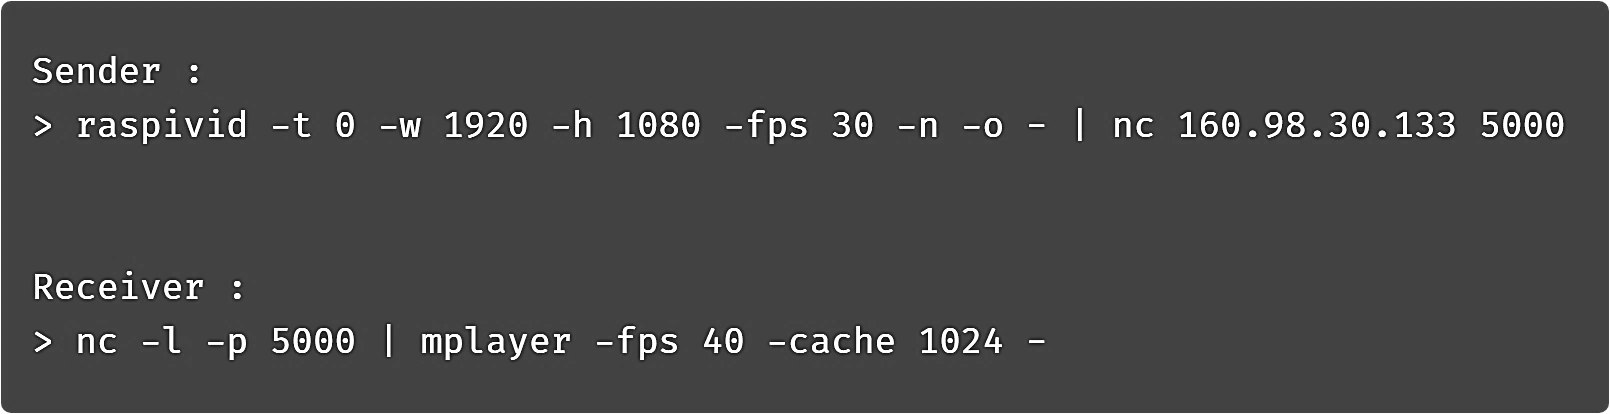 Sender :
> raspivid -t 0 -w 1920 -h 1080 -fps 30 -n -o - | nc 160.98.30.133 5000
Receiver :
> nc -l -p 5000 | mplayer -fps 40 -cache 1024 -